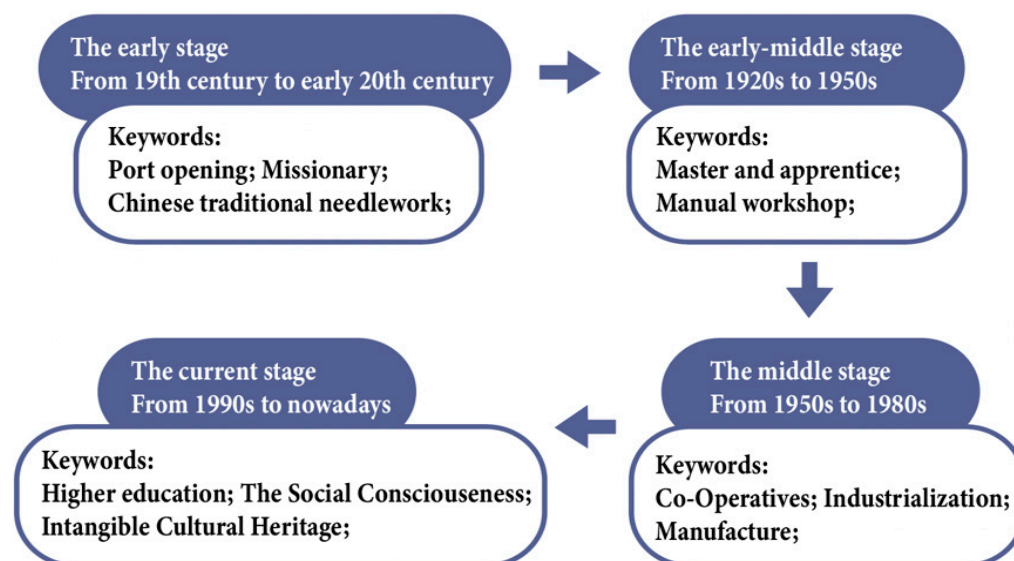 The early stage
From 19th century to early 20th century
Keywords:
Port opening; Missionary;
Chinese traditional needlework;
The early-middle stage
From 1920s to 1950s
Keywords:
Master and apprentice;
Manual workshop;
The middle stage
From 1950s to 1980s
Keywords:
Co-Operatives; Industrialization;
Manufacture;
The current stage
From 1990s to nowadays
Keywords:
Higher education; The Social Consciouseness;
Intangible Cultural Heritage;